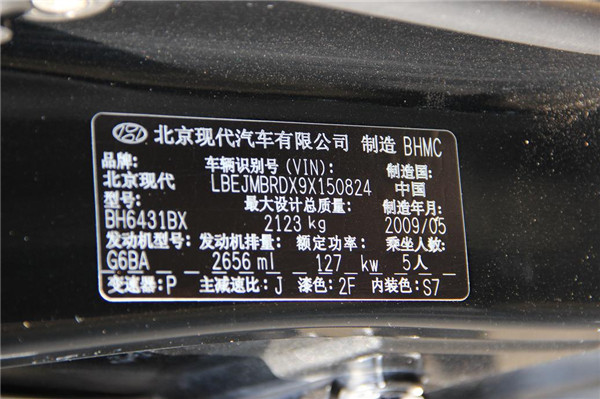 北京现代汽车有限公司 制造 BHMC
品牌: 车辆识别号(VIN): 制造国:
北京现代 LBEJMBRDX9X150824 中国
型号: 最大设计总质量: 制造年月:
BH6431BX 2123 kg 2009/05
发动机型号: 发动机排量: 额定功率: 乘坐人数:
G6BA 2656 ml 127 kw 5人
变速器: P 主减速比: J 漆色: 2F 内装色: S7